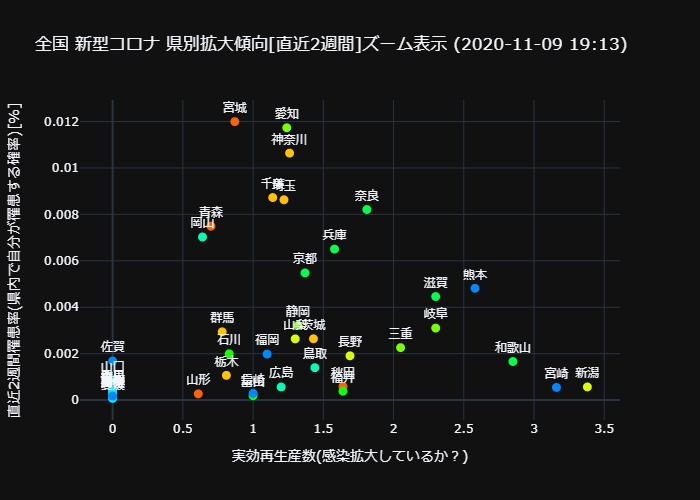 全国 新型コロナ 県別拡大傾向[直近2週間]ズーム表示 (2020-11-09 19:13)
直近2週間罹患率(県内で自分が罹患する確率)[%]
0.012
0.01
0.008
0.006
0.004
0.002
0
宮城
愛知
神奈川
千葉
埼玉
奈良
青森
岡山
兵庫
京都
滋賀
熊本
静岡
岐阜
群馬
山梨
茨城
石川
福岡
長野
三重
佐賀
鳥取
和歌山
山口
栃木
山形
広島
秋田
福井
宮崎
新潟
長崎
0
0.5
1
1.5
2
2.5
3
3.5
実効再生産数(感染拡大しているか？)